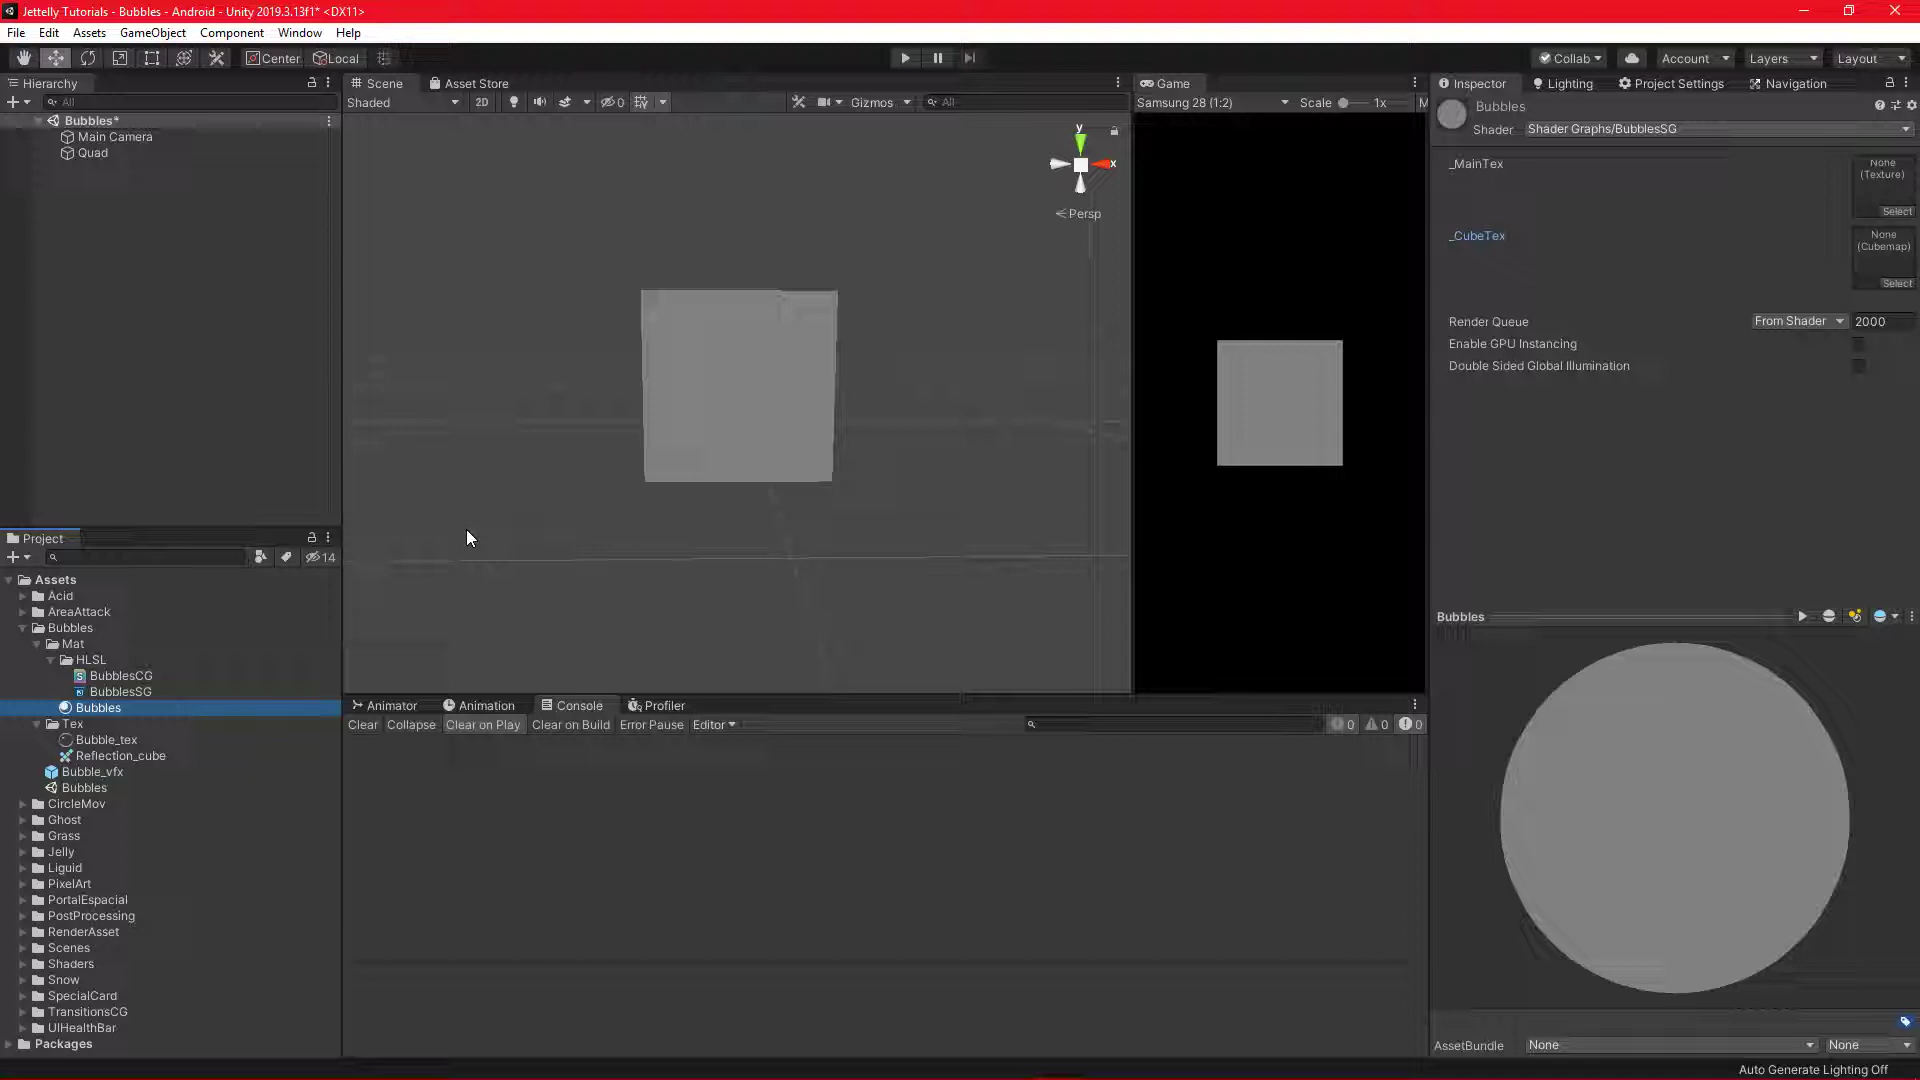 Jettelly Tutorials - Bubbles - Android - Unity 2019.3.13f1* <DX11>
File Edit Assets GameObject Component Window Help
Center Local
Collab Account Layers Layout
Hierarchy
All
Bubbles*
Main Camera
Quad
Scene Asset Store
Shaded 2D 0 Gizmos All
y
x
Persp
Game
Samsung 28 (1:2) Scale 1x M
Inspector Lighting Project Settings Navigation
Bubbles
Shader Shader Graphs/BubblesSG
_MainTex
None
(Texture)
Select
_CubeTex
None
(Cubemap)
Select
Render Queue From Shader 2000
Enable GPU Instancing
Double Sided Global Illumination
Project
14
Assets
Acid
AreaAttack
Bubbles
Mat
HLSL
BubblesCG
BubblesSG
Bubbles
Tex
Bubble_tex
Reflection_cube
Bubble_vfx
Bubbles
CircleMov
Ghost
Grass
Jelly
Liguid
PixelArt
PortalEspacial
PostProcessing
RenderAsset
Scenes
Shaders
Snow
SpecialCard
TransitionsCG
UIHealthBar
Packages
Animator Animation Console Profiler
Clear Collapse Clear on Play Clear on Build Error Pause Editor
0 0 0
Bubbles
AssetBundle None None
Auto Generate Lighting Off